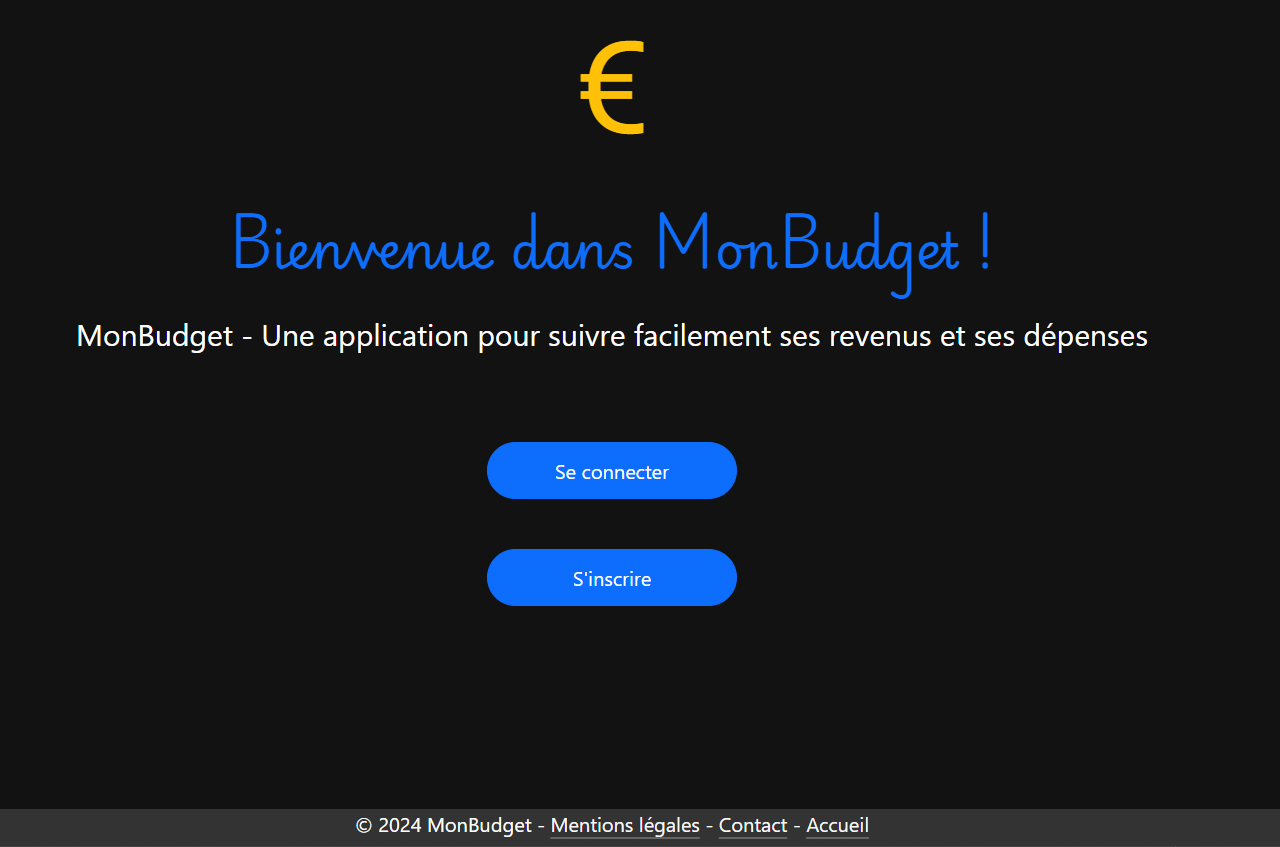 €
Bienvenue dans MonBudget !
MonBudget - Une application pour suivre facilement ses revenus et ses dépenses
Se connecter
S'inscrire
© 2024 MonBudget - Mentions légales - Contact - Accueil